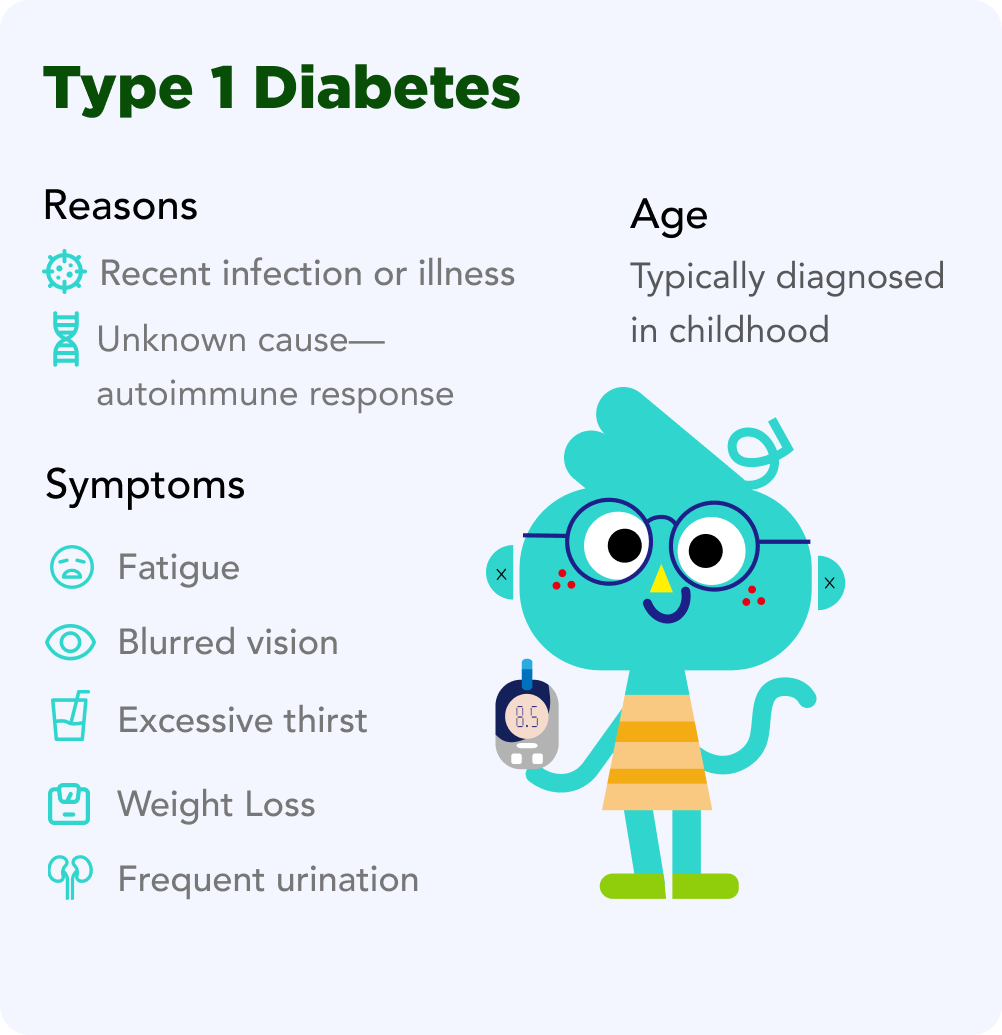 Type 1 Diabetes
Reasons
Recent infection or illness
Unknown cause—
autoimmune response
Age
Typically diagnosed
in childhood
Symptoms
Fatigue
Blurred vision
Excessive thirst
Weight Loss
Frequent urination
8.5